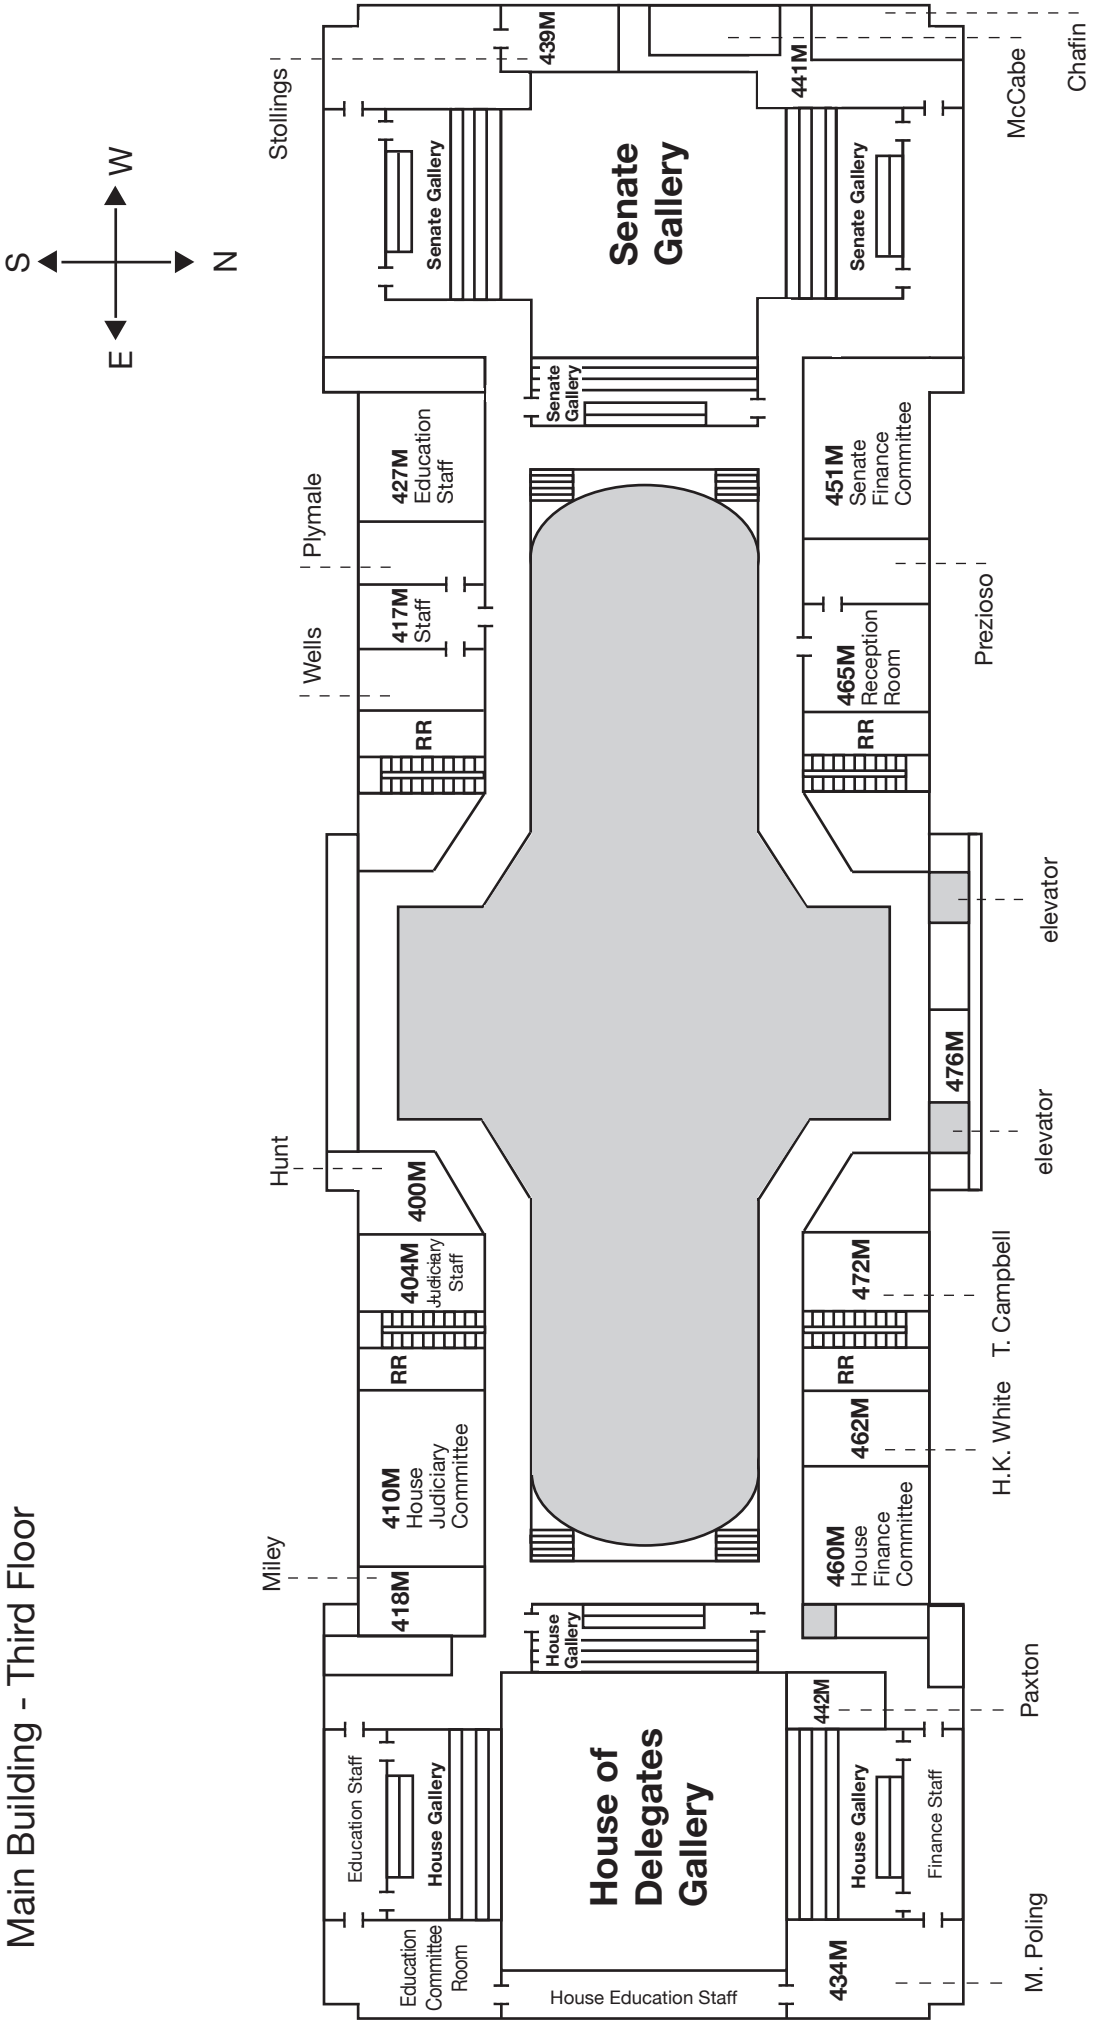 Main Building - Third Floor
S
N
E
W
Miley
Hunt
Wells
Plymale
Stollings
Education
Committee
Room
Education Staff
House Gallery
418M
410M
House
Judiciary
Committee
RR
404M
Judiciary
Staff
400M
RR
417M
Staff
427M
Education
Staff
Senate Gallery
439M
House Education Staff
House of
Delegates
Gallery
House
Gallery
Senate
Gallery
Senate
Gallery
434M
House Gallery
Finance Staff
442M
460M
House
Finance
Committee
462M
RR
472M
476M
RR
465M
Reception
Room
451M
Senate
Finance
Committee
Senate Gallery
441M
M. Poling
Paxton
H.K. White
T. Campbell
elevator
elevator
Prezioso
McCabe
Chafin